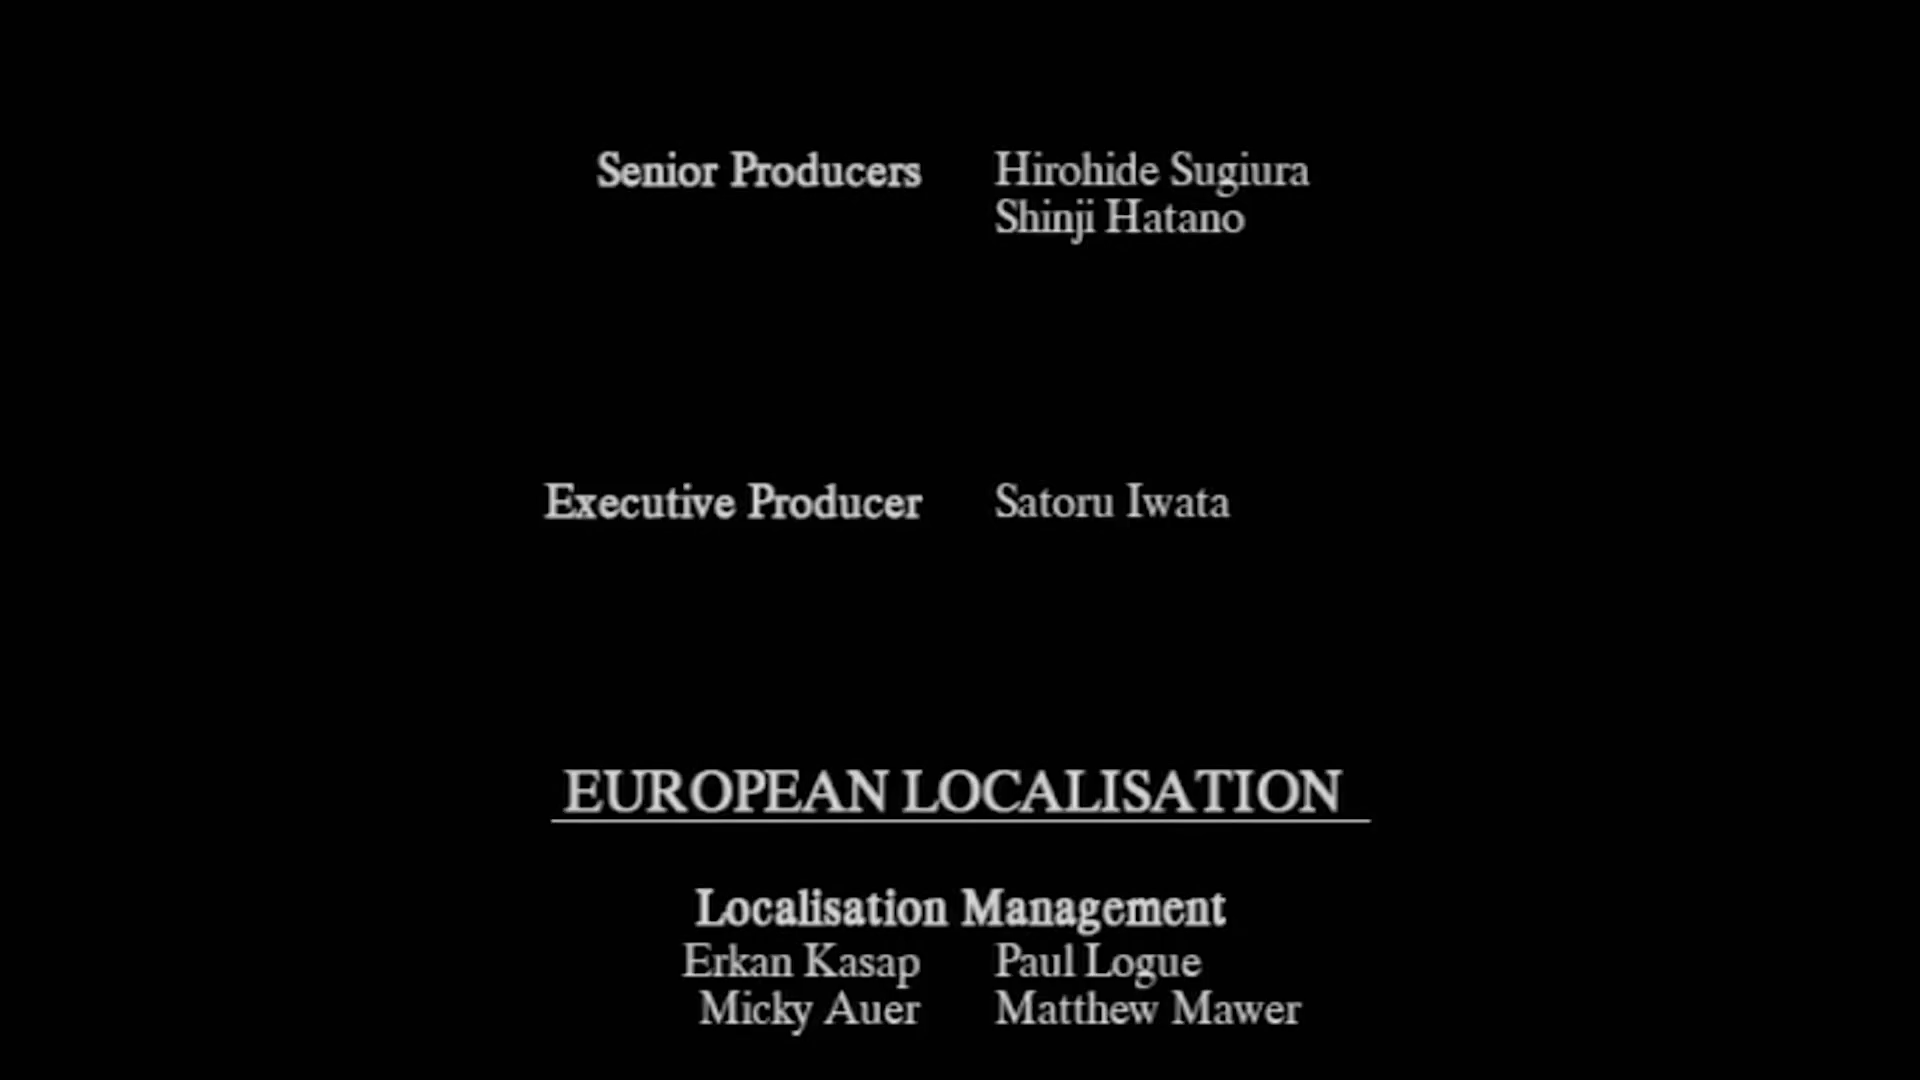 Senior Producers Hirohide Sugiura
Shinji Hatano
Executive Producer Satoru Iwata
EUROPEAN LOCALISATION
Localisation Management
Erkan Kasap Paul Logue
Micky Auer Matthew Mawer